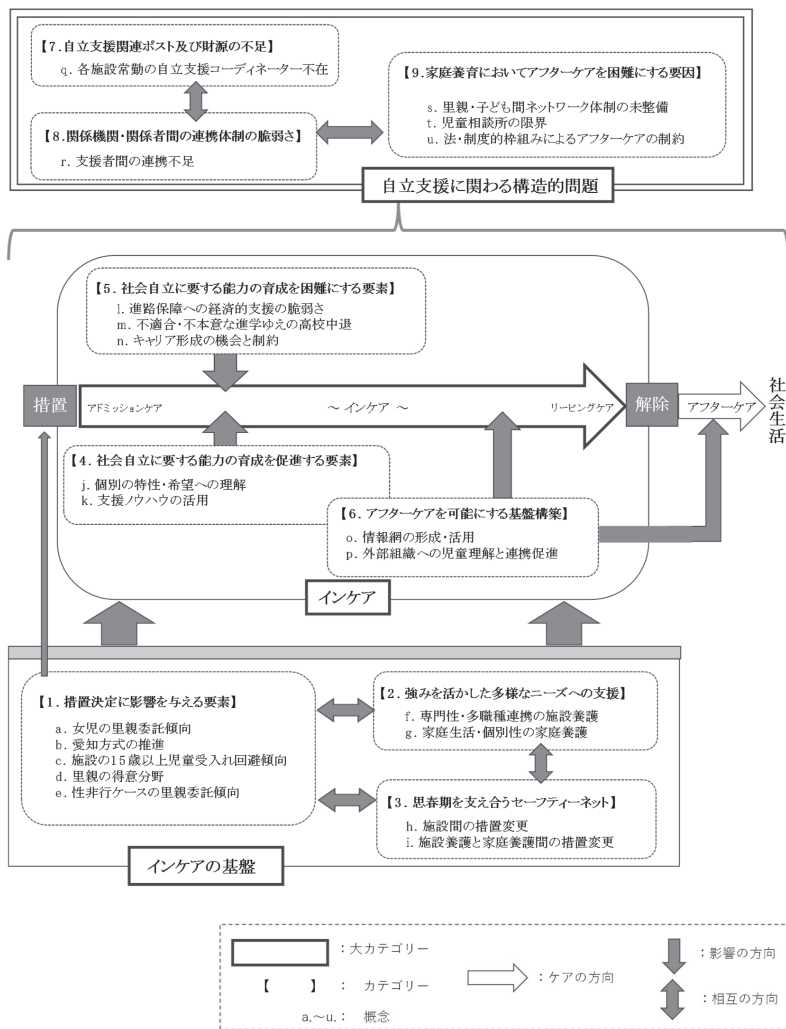 【7.自立支援関連ポスト及び財源の不足】
q. 各施設常勤の自立支援コーディネーター不在
【8.関係機関・関係者間の連携体制の脆弱さ】
r. 支援者間の連携不足
【9.家庭養育においてアフターケアを困難にする要因】
s. 里親・子ども間ネットワーク体制の未整備
t. 児童相談所の限界
u. 法・制度的枠組みによるアフターケアの制約
自立支援に関わる構造的問題
【5. 社会自立に要する能力の育成を困難にする要素】
l. 進路保障への経済的支援の脆弱さ
m. 不適合・不本意な進学ゆえの高校中退
n. キャリア形成の機会と制約
措置
アドミッションケア
～ インケア ～
リービングケア
解除
アフターケア
社会生活
【4. 社会自立に要する能力の育成を促進する要素】
j. 個別の特性・希望への理解
k. 支援ノウハウの活用
【6. アフターケアを可能にする基盤構築】
o. 情報網の形成・活用
p. 外部組織への児童理解と連携促進
インケア
【1. 措置決定に影響を与える要素】
a. 女児の里親委託傾向
b. 愛知方式の推進
c. 施設の15歳以上児童受入れ回避傾向
d. 里親の得意分野
e. 性非行ケースの里親委託傾向
【2. 強みを活かした多様なニーズへの支援】
f. 専門性・多職種連携の施設養護
g. 家庭生活・個別性の家庭養護
【3. 思春期を支え合うセーフティーネット】
h. 施設間の措置変更
i. 施設養護と家庭養護間の措置変更
インケアの基盤
：大カテゴリー
【　　】： カテゴリー
a.～u.： 概念
：ケアの方向
：影響の方向
：相互の方向